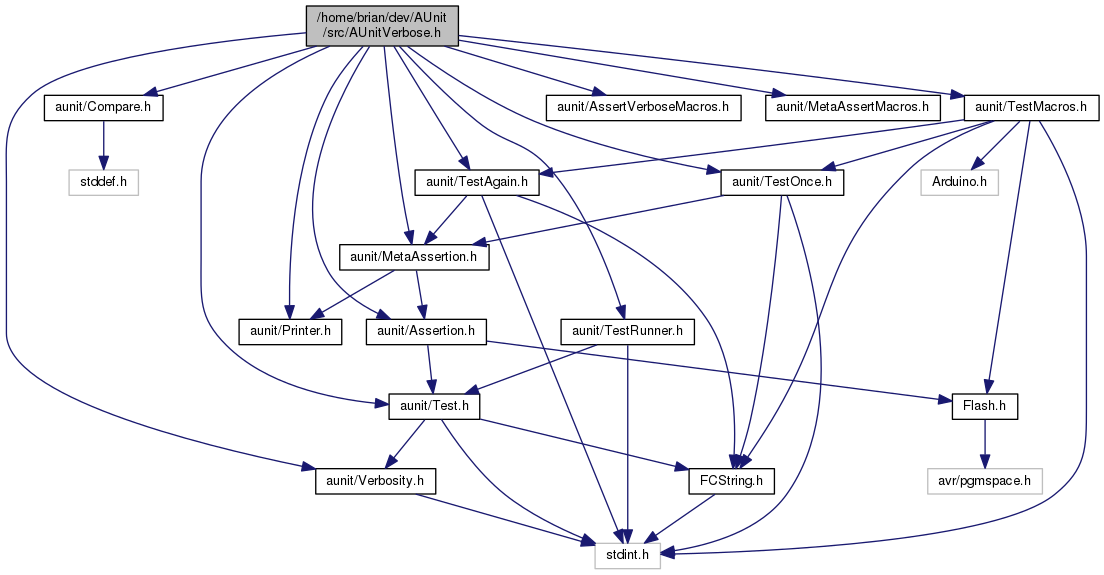 /home/brian/dev/AUnit
/src/AUnitVerbose.h
aunit/Compare.h
aunit/AssertVerboseMacros.h
aunit/MetaAssertMacros.h
aunit/TestMacros.h
stddef.h
aunit/TestAgain.h
aunit/TestOnce.h
Arduino.h
aunit/MetaAssertion.h
aunit/Printer.h
aunit/Assertion.h
aunit/TestRunner.h
aunit/Test.h
Flash.h
aunit/Verbosity.h
FCString.h
avr/pgmspace.h
stdint.h